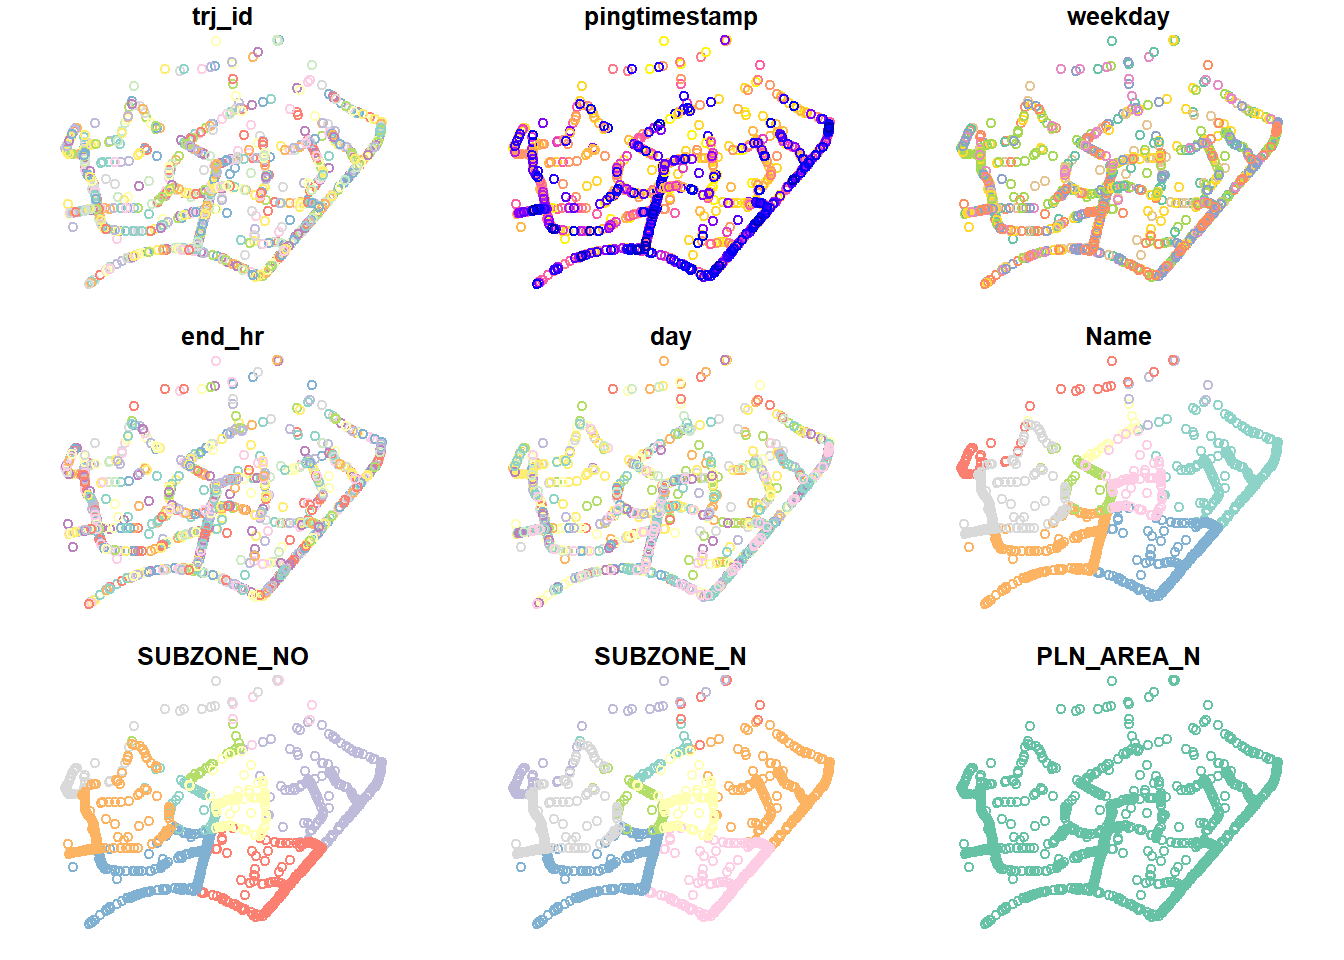 trj_id
pingtimestamp
weekday
end_hr
day
Name
SUBZONE_NO
SUBZONE_N
PLN_AREA_N